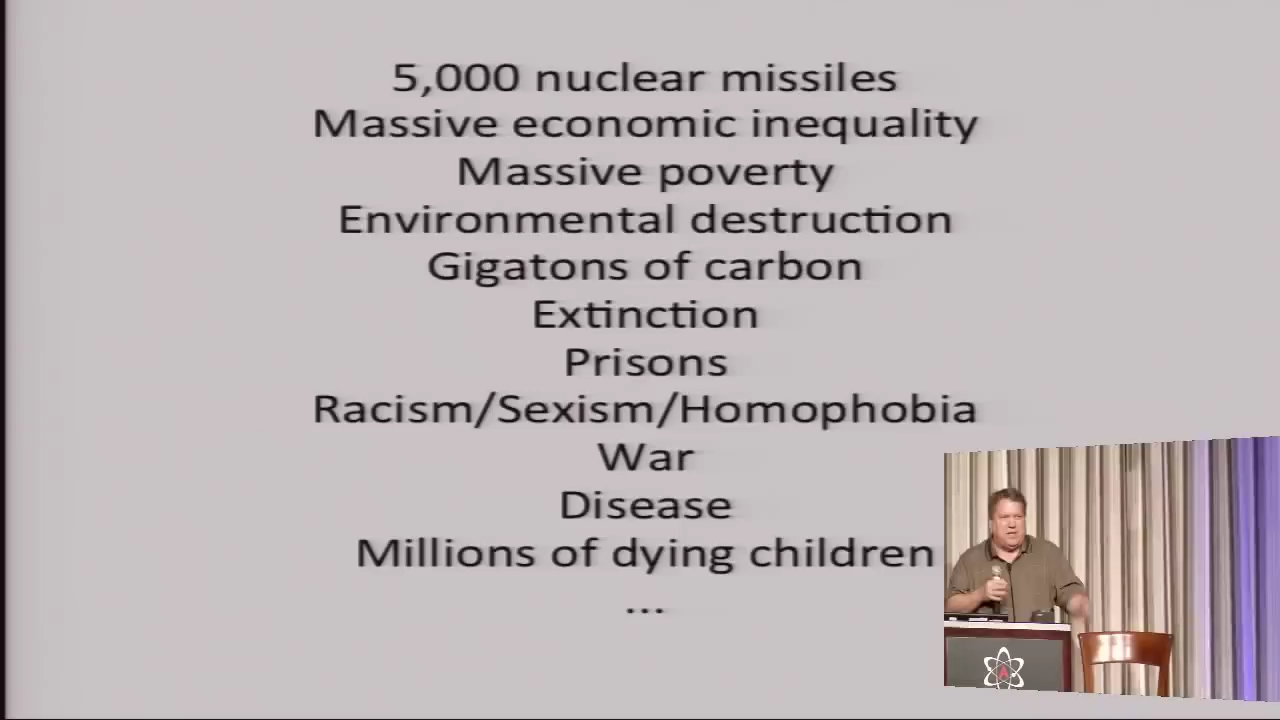 5,000 nuclear missiles
Massive economic inequality
Massive poverty
Environmental destruction
Gigatons of carbon
Extinction
Prisons
Racism/Sexism/Homophobia
War
Disease
Millions of dying children
...
A